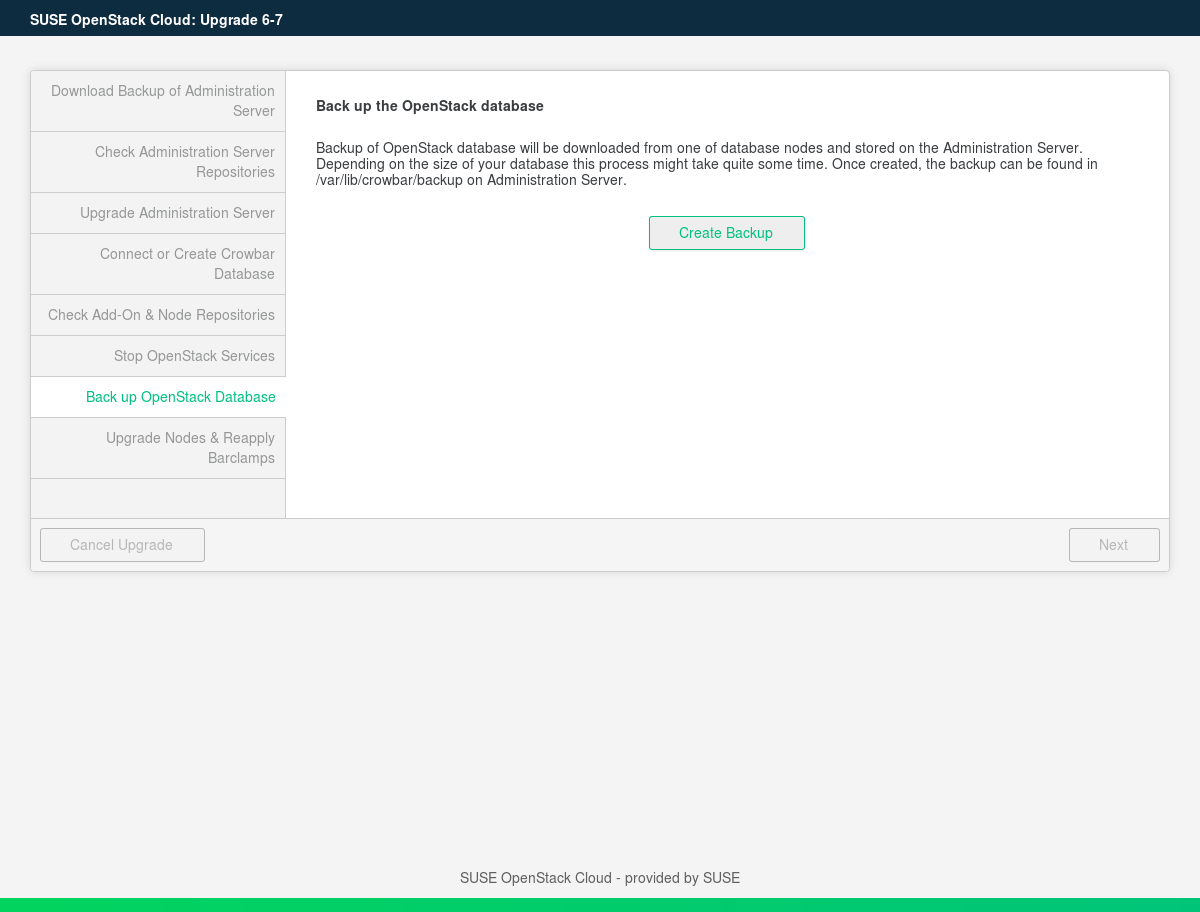 SUSE OpenStack Cloud: Upgrade 6-7
Download Backup of Administration
Server
Check Administration Server
Repositories
Upgrade Administration Server
Connect or Create Crowbar
Database
Check Add-On & Node Repositories
Stop OpenStack Services
Back up OpenStack Database
Upgrade Nodes & Reapply
Barclamps
Back up the OpenStack database
Backup of OpenStack database will be downloaded from one of database nodes and stored on the Administration Server.
Depending on the size of your database this process might take quite some time. Once created, the backup can be found in
/var/lib/crowbar/backup on Administration Server.
Create Backup
Cancel Upgrade
Next
SUSE OpenStack Cloud - provided by SUSE